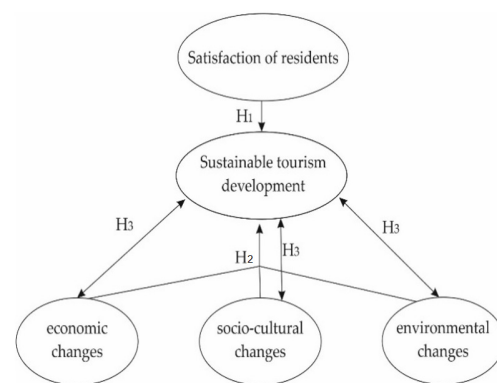 Satisfaction of residents
H1
Sustainable tourism
development
H3
H3
H2
H3
economic
changes
socio-cultural
changes
environmental
changes